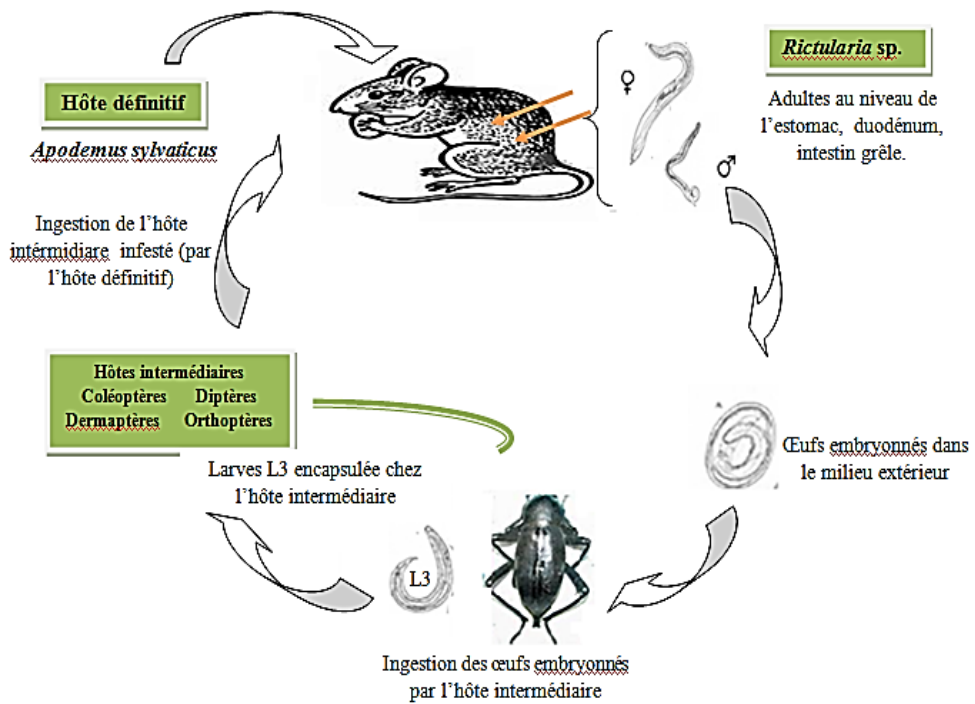 Rictularia sp.
Adultes au niveau de
l'estomac, duodénum,
intestin grêle.
♀
♂
Œufs embryonnés dans
le milieu extérieur
Ingestion des œufs embryonnés
par l'hôte intermédiaire
L3
Larves L3 encapsulée chez
l'hôte intermédiaire
Hôtes intermédiaires
Coléoptères Diptères
Dermaptères Orthoptères
Ingestion de l'hôte
intérmidiare infesté (par
l'hôte définitif)
Hôte définitif
Apodemus sylvaticus